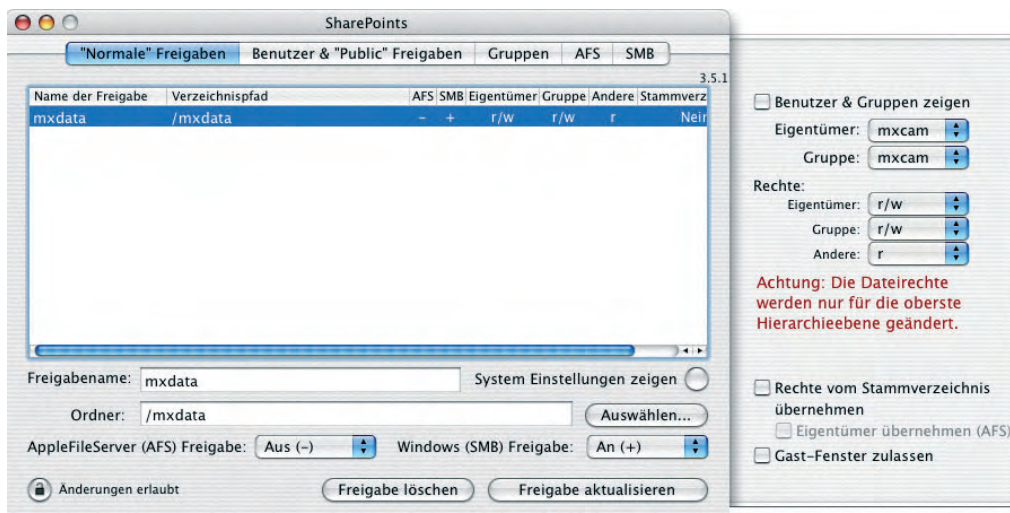 SharePoints
"Normale" Freigaben Benutzer & "Public" Freigaben Gruppen AFS SMB
3.5.1
Name der Freigabe Verzeichnispfad AFS SMB Eigentümer Gruppe Andere Stammverz
mxdata /mxdata – + r/w r/w r Nein
Freigabename: mxdata System Einstellungen zeigen
Ordner: /mxdata Auswählen...
AppleFileServer (AFS) Freigabe: Aus (–) Windows (SMB) Freigabe: An (+)
Änderungen erlaubt Freigabe löschen Freigabe aktualisieren
Benutzer & Gruppen zeigen
Eigentümer: mxcam
Gruppe: mxcam
Rechte:
Eigentümer: r/w
Gruppe: r/w
Andere: r
Achtung: Die Dateirechte
werden nur für die oberste
Hierarchieebene geändert.
Rechte vom Stammverzeichnis
übernehmen
Eigentümer übernehmen (AFS)
Gast-Fenster zulassen